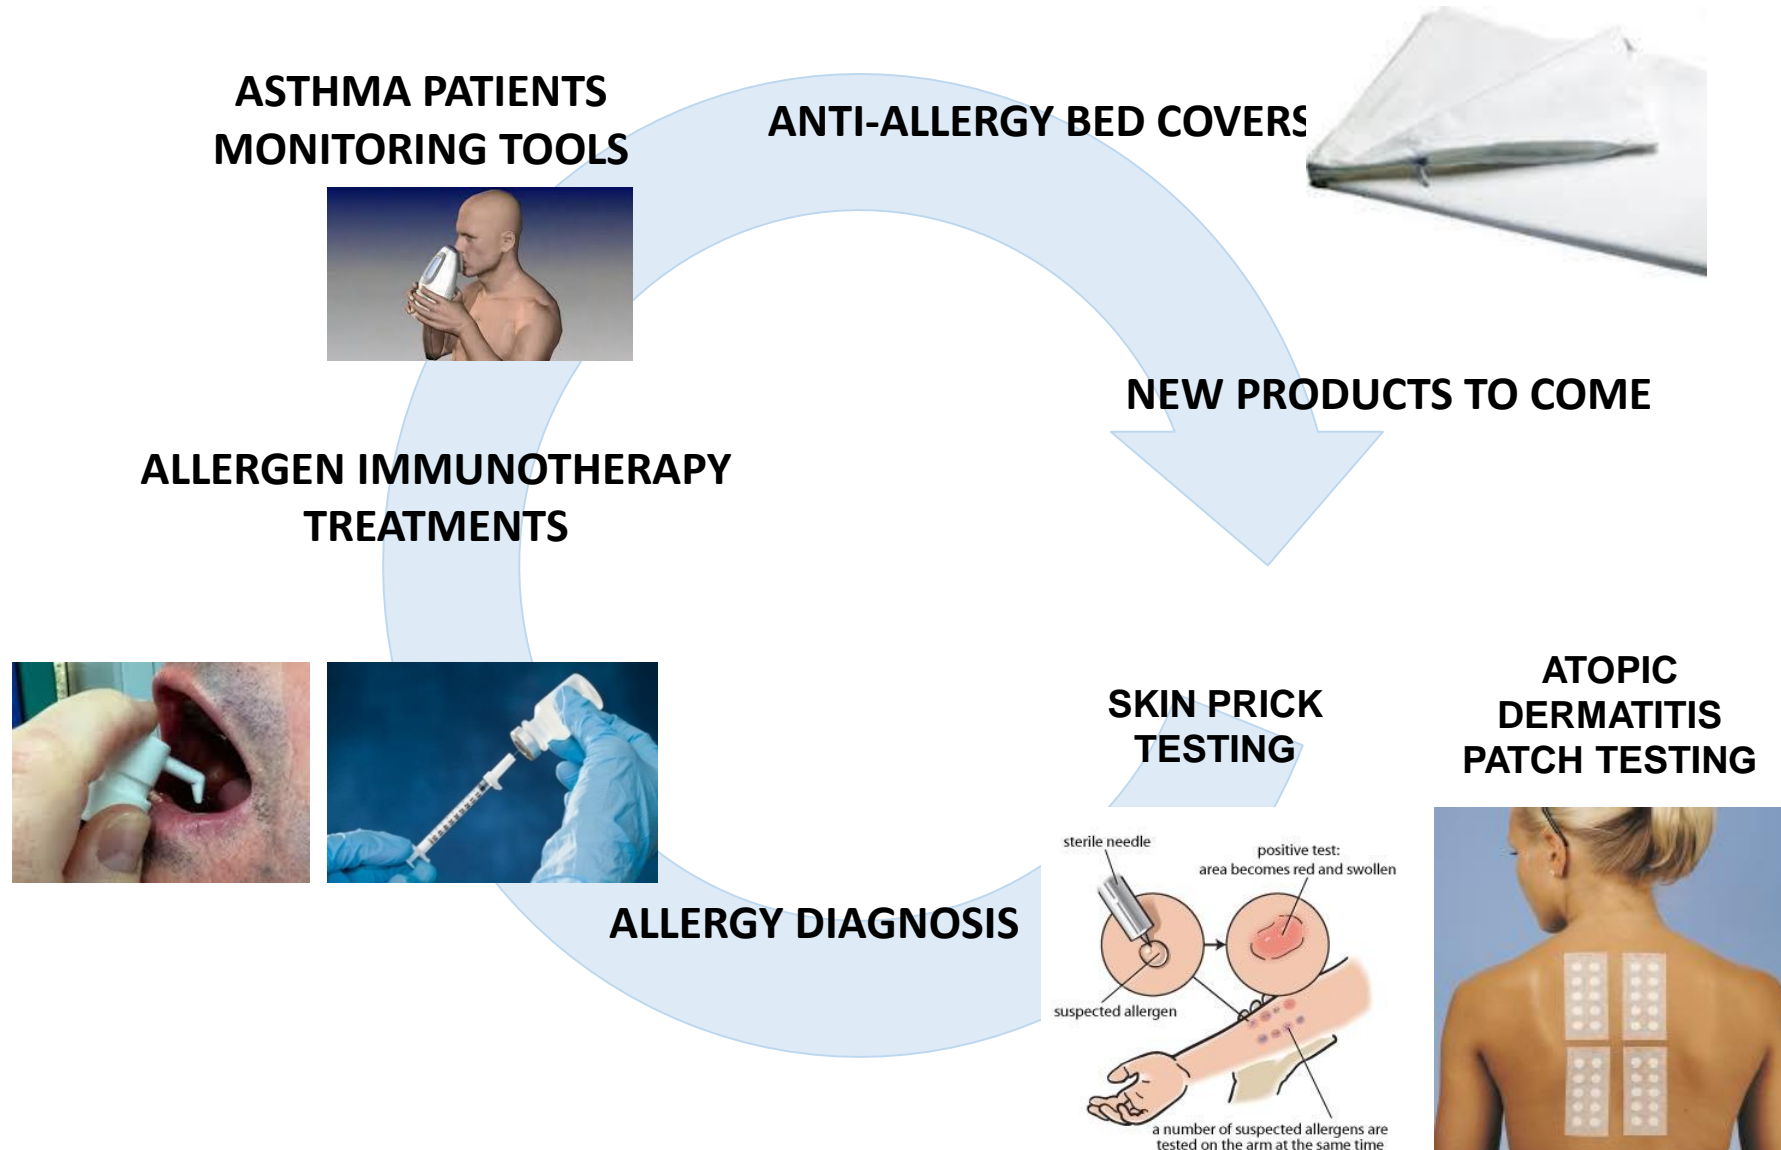 ASTHMA PATIENTS
MONITORING TOOLS
ANTI-ALLERGY BED COVERS
NEW PRODUCTS TO COME
ALLERGEN IMMUNOTHERAPY
TREATMENTS
SKIN PRICK
TESTING
ATOPIC
DERMATITIS
PATCH TESTING
ALLERGY DIAGNOSIS
sterile needle
positive test:
area becomes red and swollen
suspected allergen
a number of suspected allergens are
tested on the arm at the same time